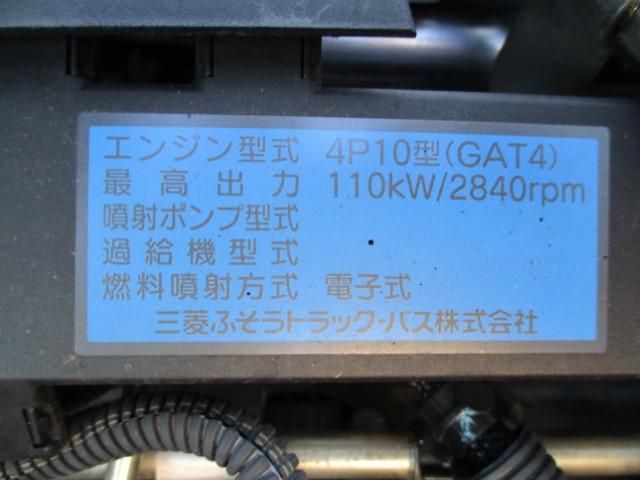 エンジン型式 4P10型(GAT4)
最高出力 110kW/2840rpm
噴射ポンプ型式
過給機型式
燃料噴射方式 電子式
三菱ふそうトラック・バス株式会社